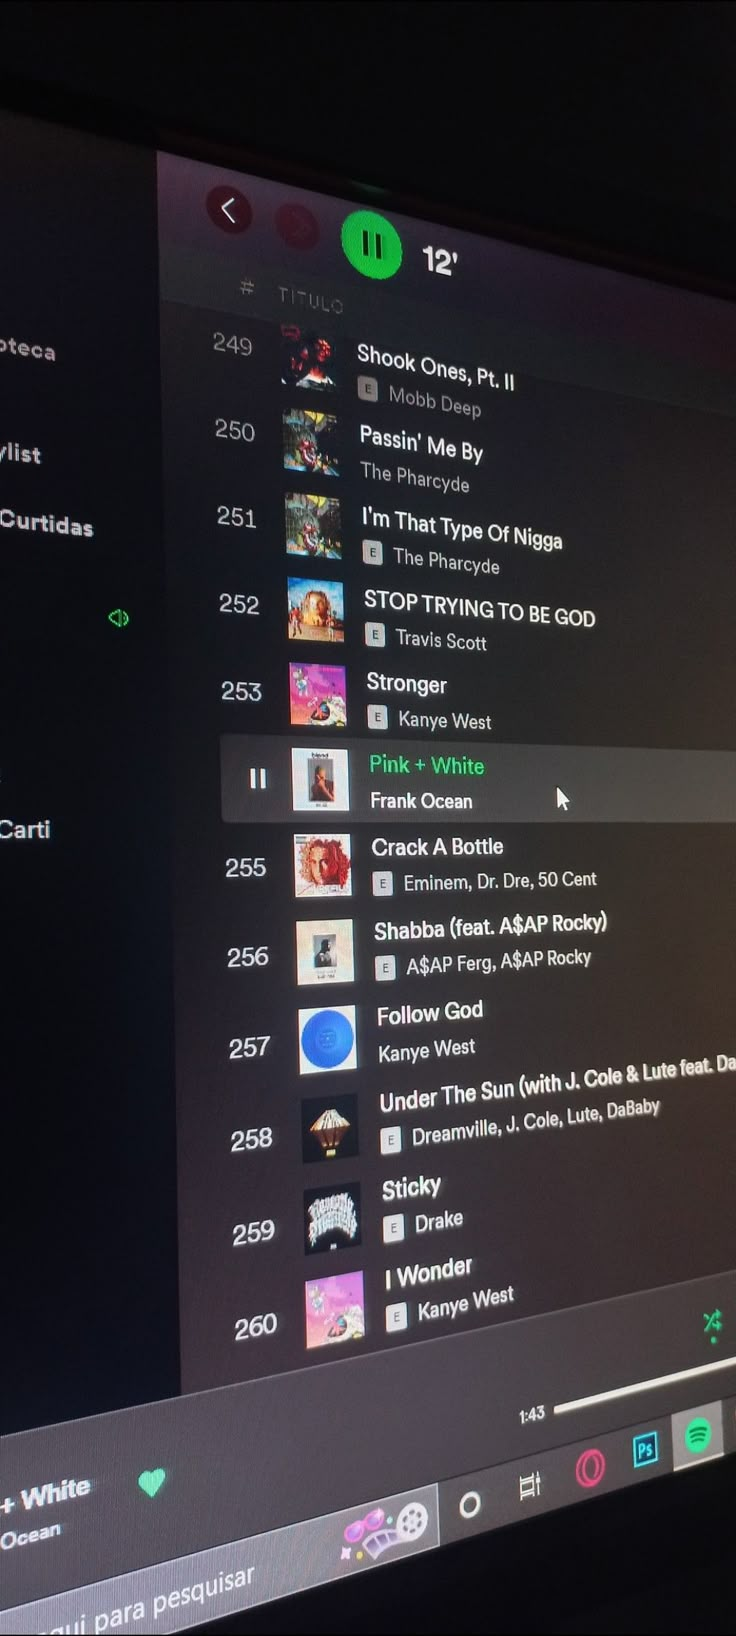 12'
# TÍTULO
oteca
249
Shook Ones, Pt. II
E Mobb Deep
ylist
250
Passin' Me By
The Pharcyde
Curtidas
251
I'm That Type Of Nigga
E The Pharcyde
252
STOP TRYING TO BE GOD
E Travis Scott
253
Stronger
E Kanye West
Pink + White
Frank Ocean
Carti
255
Crack A Bottle
E Eminem, Dr. Dre, 50 Cent
256
Shabba (feat. A$AP Rocky)
E A$AP Ferg, A$AP Rocky
257
Follow God
Kanye West
258
Under The Sun (with J. Cole & Lute feat. Da
E Dreamville, J. Cole, Lute, DaBaby
259
Sticky
E Drake
260
I Wonder
E Kanye West
1:43
+ White
Ocean
Ps
qui para pesquisar